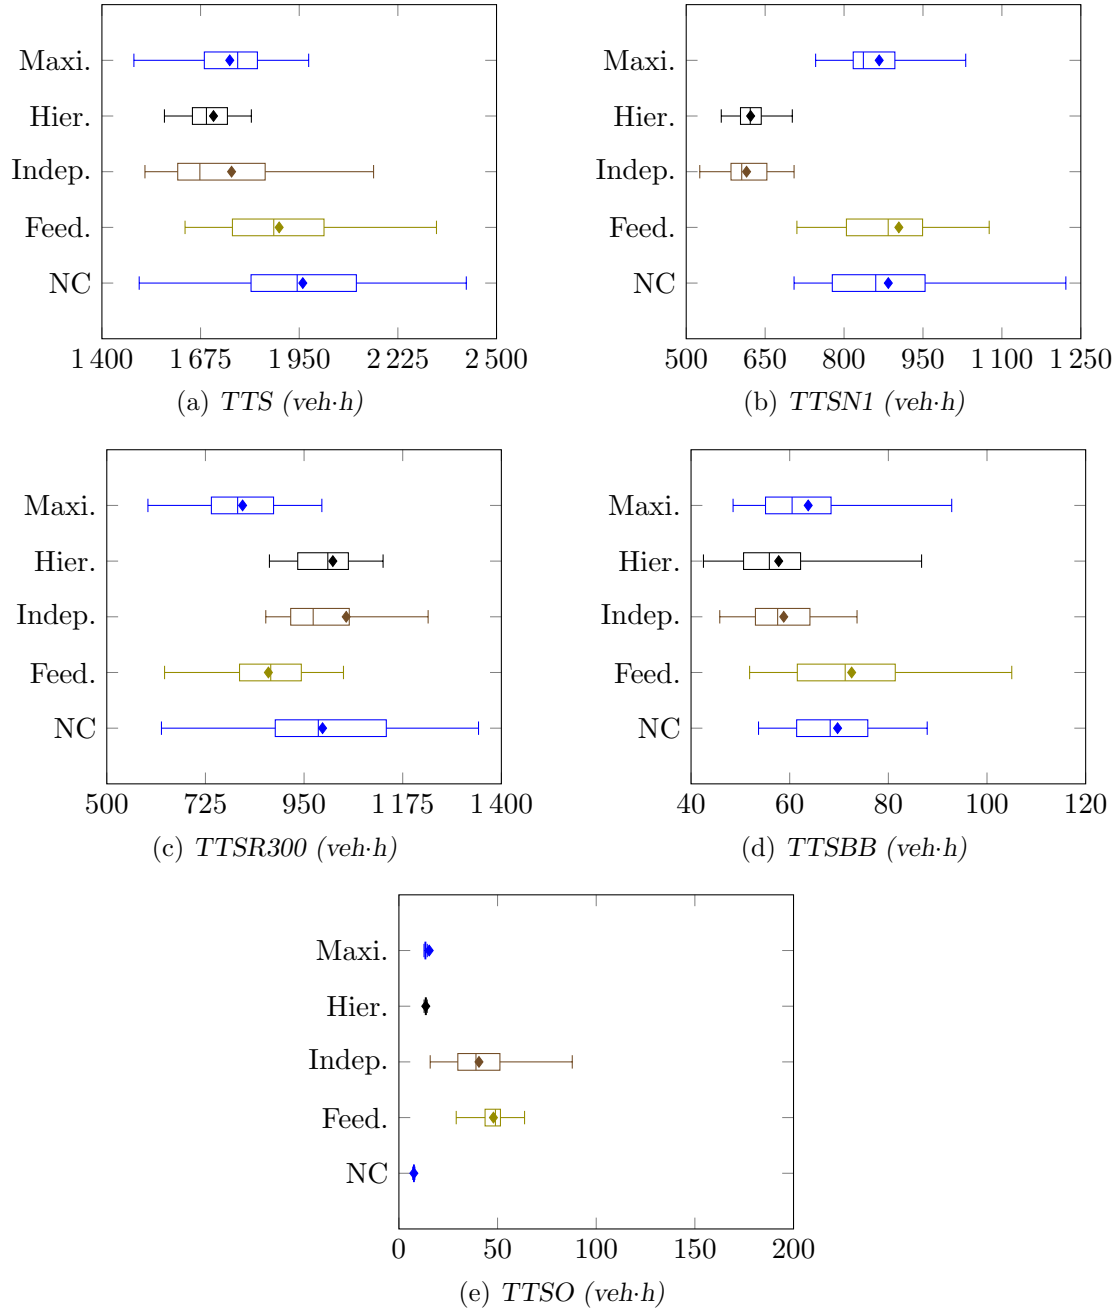 Maxi.
Hier.
Indep.
Feed.
NC
1 400 1 675 1 950 2 225 2 500
(a) TTS (veh·h)
Maxi.
Hier.
Indep.
Feed.
NC
500 650 800 950 1 100 1 250
(b) TTSN1 (veh·h)
Maxi.
Hier.
Indep.
Feed.
NC
500 725 950 1 175 1 400
(c) TTSR300 (veh·h)
Maxi.
Hier.
Indep.
Feed.
NC
40 60 80 100 120
(d) TTSBB (veh·h)
Maxi.
Hier.
Indep.
Feed.
NC
0 50 100 150 200
(e) TTSO (veh·h)